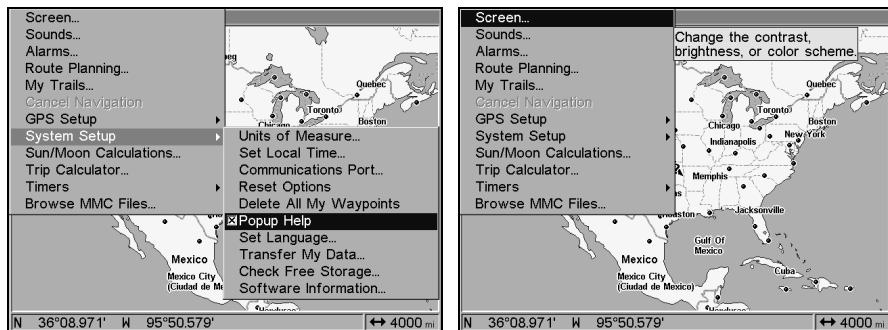 Screen...
Sounds...
Alarms...
Route Planning...
My Trails...
Cancel Navigation
GPS Setup
System Setup
Sun/Moon Calculations...
Trip Calculator...
Timers
Browse MMC Files...
Units of Measure...
Set Local Time...
Communications Port...
Reset Options
Delete All My Waypoints
Popup Help
Set Language...
Transfer My Data...
Check Free Storage...
Software Information...
Quebec
Toronto
Chicago
Boston
Mexico
Mexico City
(Ciudad de Me
Honduras
N 36°08.971' W 95°50.579' 4000 mi
Screen...
Sounds...
Alarms...
Route Planning...
My Trails...
Cancel Navigation
GPS Setup
System Setup
Sun/Moon Calculations...
Trip Calculator...
Timers
Browse MMC Files...
Change the contrast,
brightness, or color scheme.
Quebec
Toronto
Chicago
Boston
New York
Indianapolis
Memphis
Jacksonville
ouston
Gulf Of
Mexico
Mexico
Mexico City
(Ciudad de Mexico)
Cuba
Honduras
N 36°08.971' W 95°50.579' 4000 mi